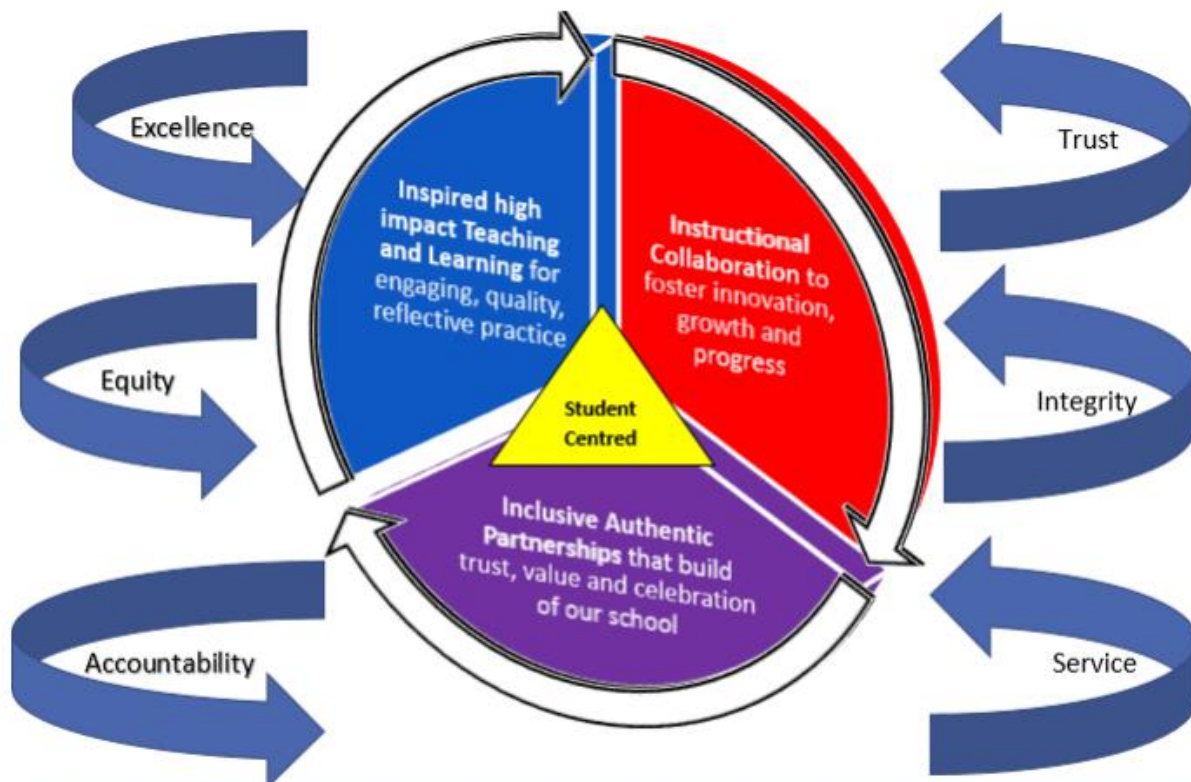 Excellence
Equity
Accountability
Inspired high
impact Teaching
and Learning for
engaging, quality,
reflective practice
Instructional
Collaboration to
foster innovation,
growth and
progress
Student
Centred
Inclusive Authentic
Partnerships that build
trust, value and celebration
of our school
Trust
Integrity
Service